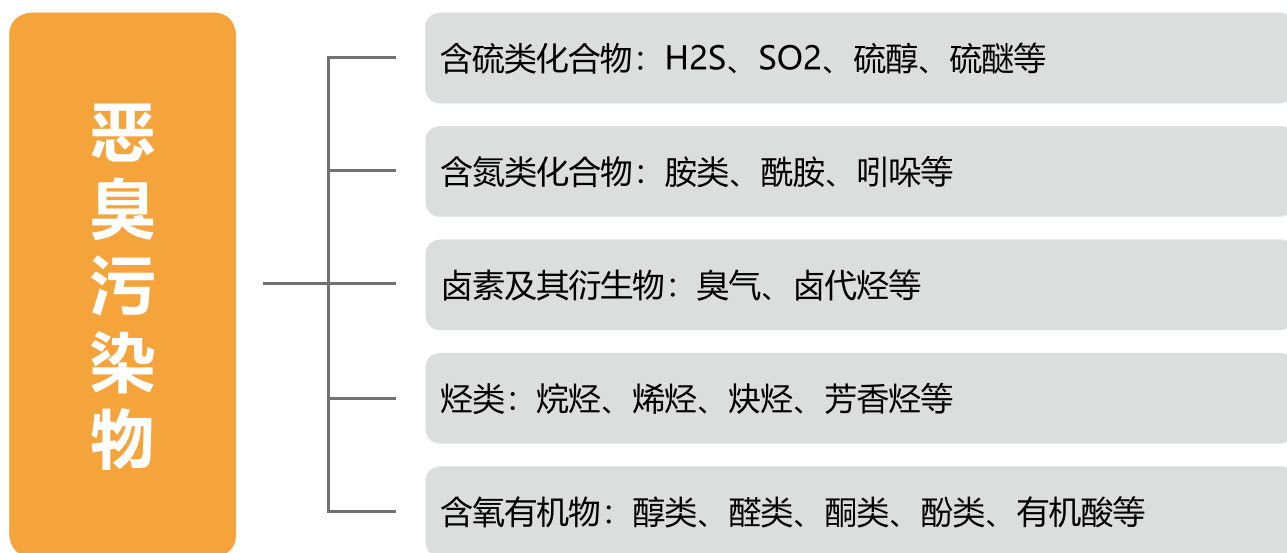 恶臭污染物
含硫类化合物：H2S、SO2、硫醇、硫醚等
含氮类化合物：胺类、酰胺、吲哚等
卤素及其衍生物：臭气、卤代烃等
烃类：烷烃、烯烃、炔烃、芳香烃等
含氧有机物：醇类、醛类、酮类、酚类、有机酸等